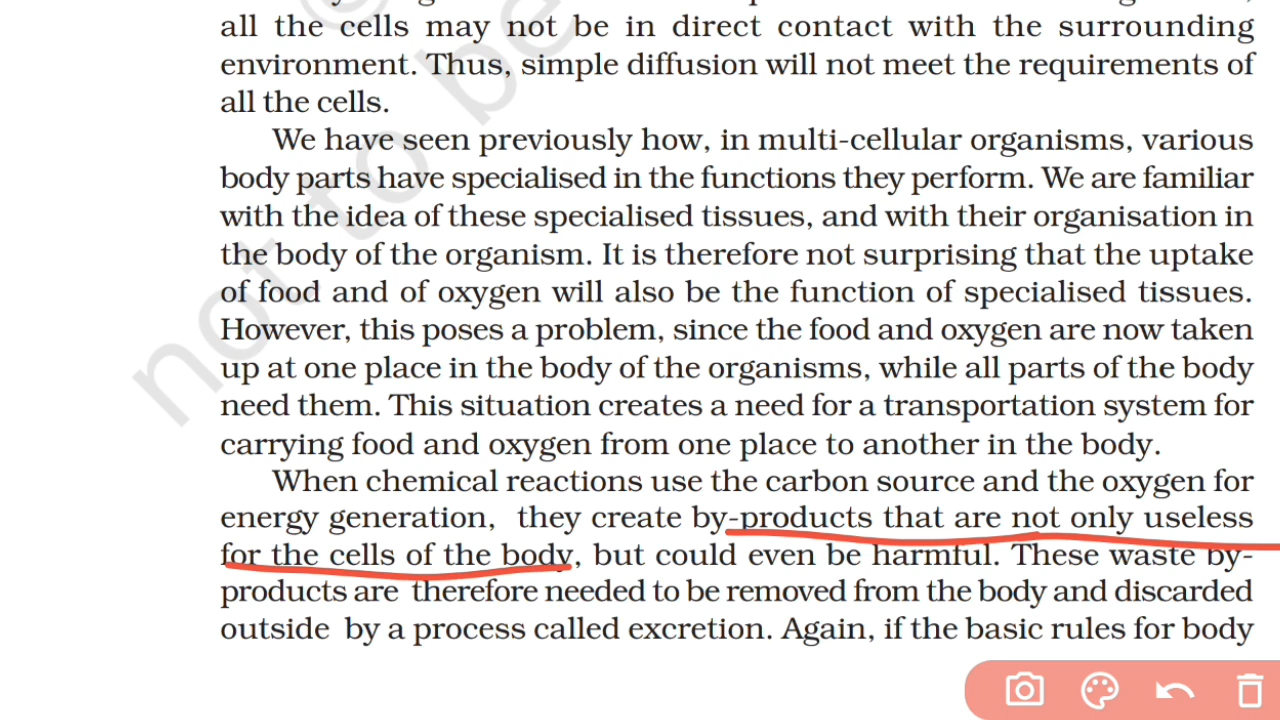 all the cells may not be in direct contact with the surrounding
environment. Thus, simple diffusion will not meet the requirements of
all the cells.
We have seen previously how, in multi-cellular organisms, various
body parts have specialised in the functions they perform. We are familiar
with the idea of these specialised tissues, and with their organisation in
the body of the organism. It is therefore not surprising that the uptake
of food and of oxygen will also be the function of specialised tissues.
However, this poses a problem, since the food and oxygen are now taken
up at one place in the body of the organisms, while all parts of the body
need them. This situation creates a need for a transportation system for
carrying food and oxygen from one place to another in the body.
When chemical reactions use the carbon source and the oxygen for
energy generation, they create by-products that are not only useless
for the cells of the body, but could even be harmful. These waste by-
products are therefore needed to be removed from the body and discarded
outside by a process called excretion. Again, if the basic rules for body
not to be